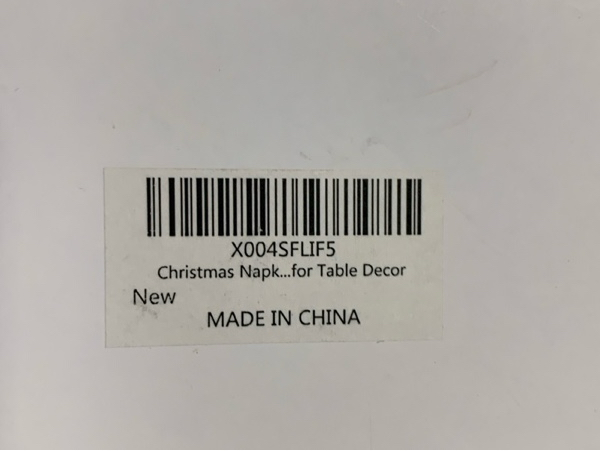 X004SFLIF5
Christmas Napk...for Table Decor
New
MADE IN CHINA